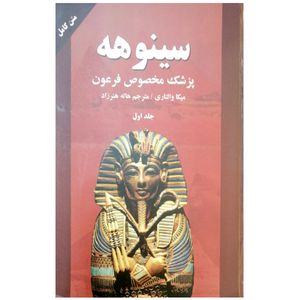 متن کامل
سینوهه
پزشک مخصوص فرعون
میکا والتاری / مترجم هاله هنرزاد
جلد اول